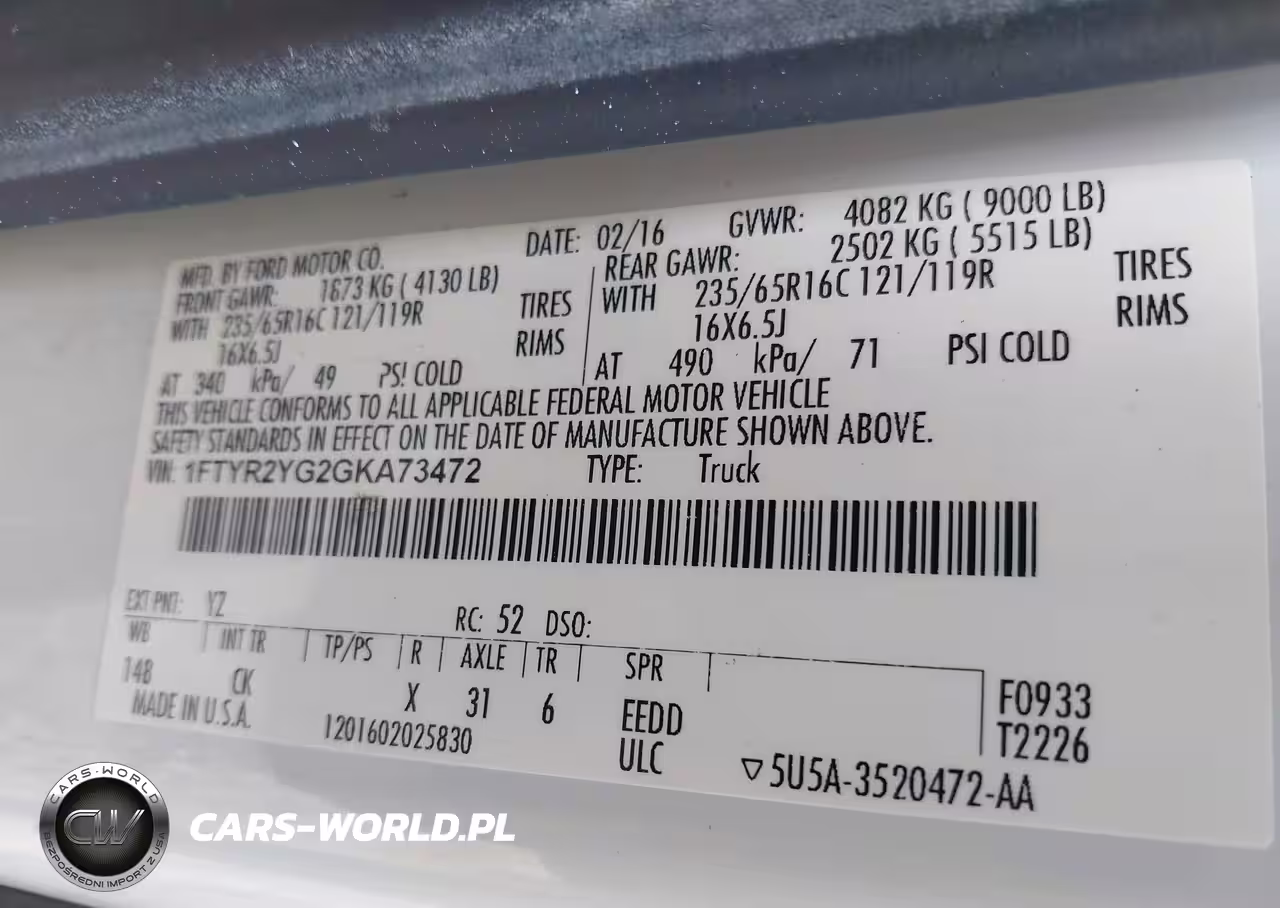 MFD. BY FORD MOTOR CO. DATE: 02/16 GVWR: 4082 KG ( 9000 LB)
FRONT GAWR: 1873 KG ( 4130 LB) REAR GAWR: 2502 KG ( 5515 LB)
WITH 235/65R16C 121/119R TIRES WITH 235/65R16C 121/119R TIRES
16X6.5J RIMS 16X6.5J RIMS
AT 340 kPa/ 49 PSI COLD AT 490 kPa/ 71 PSI COLD
THIS VEHICLE CONFORMS TO ALL APPLICABLE FEDERAL MOTOR VEHICLE
SAFETY STANDARDS IN EFFECT ON THE DATE OF MANUFACTURE SHOWN ABOVE.
VIN: 1FTYR2YG2GKA73472 TYPE: Truck
EXT PNT: YZ RC: 52 DSO:
WB INT TR TP/PS R AXLE TR SPR
148 CK X 31 6 EEDD F0933
MADE IN U.S.A. 1201602025830 ULC T2226
▽5U5A-3520472-AA
CARS-WORLD
CW
BEZPOŚREDNI IMPORT Z USA
CARS-WORLD.PL